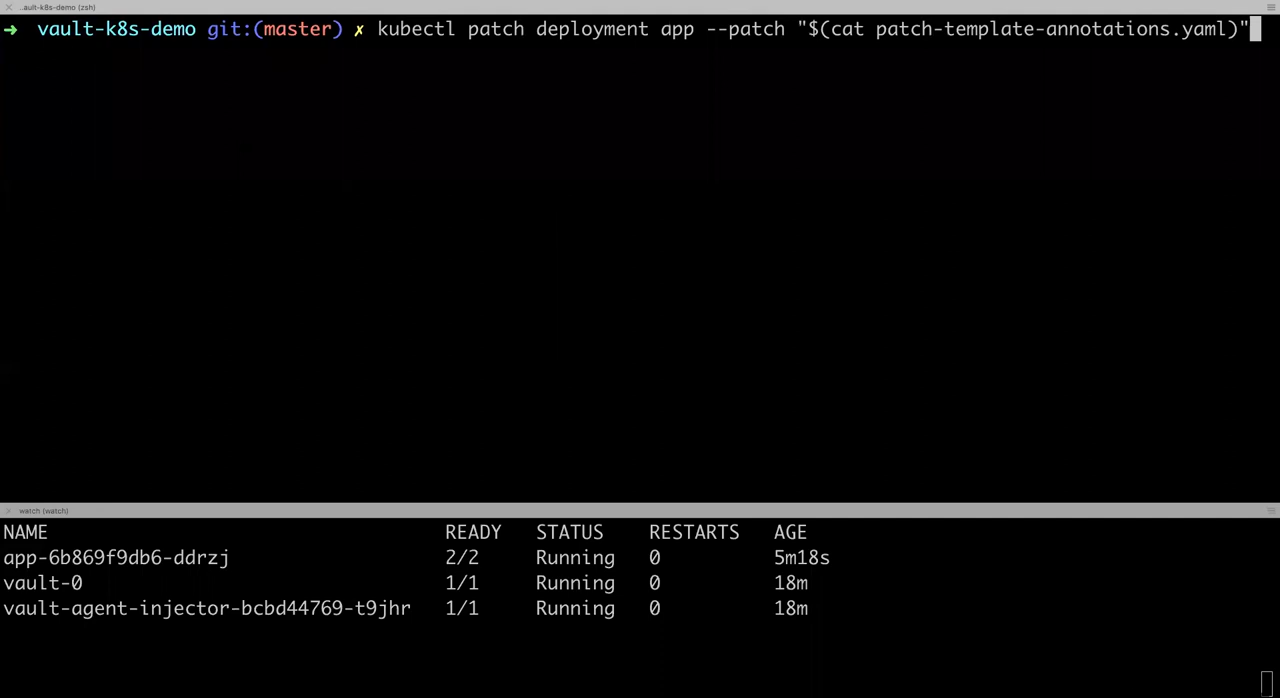 ..ault-k8s-demo (zsh)
➜ vault-k8s-demo git:(master) ✗ kubectl patch deployment app --patch "$(cat patch-template-annotations.yaml)"
watch (watch)
NAME READY STATUS RESTARTS AGE
app-6b869f9db6-ddrzj 2/2 Running 0 5m18s
vault-0 1/1 Running 0 18m
vault-agent-injector-bcbd44769-t9jhr 1/1 Running 0 18m